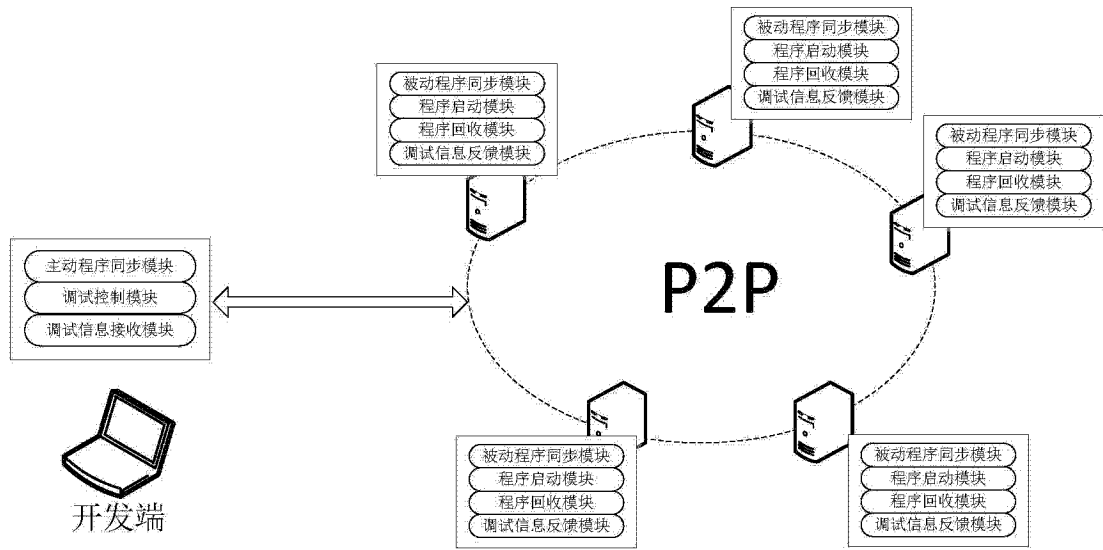 被动程序同步模块
程序启动模块
程序回收模块
调试信息反馈模块
被动程序同步模块
程序启动模块
程序回收模块
调试信息反馈模块
被动程序同步模块
程序启动模块
程序回收模块
调试信息反馈模块
主动程序同步模块
调试控制模块
调试信息接收模块
P2P
开发端
被动程序同步模块
程序启动模块
程序回收模块
调试信息反馈模块
被动程序同步模块
程序启动模块
程序回收模块
调试信息反馈模块